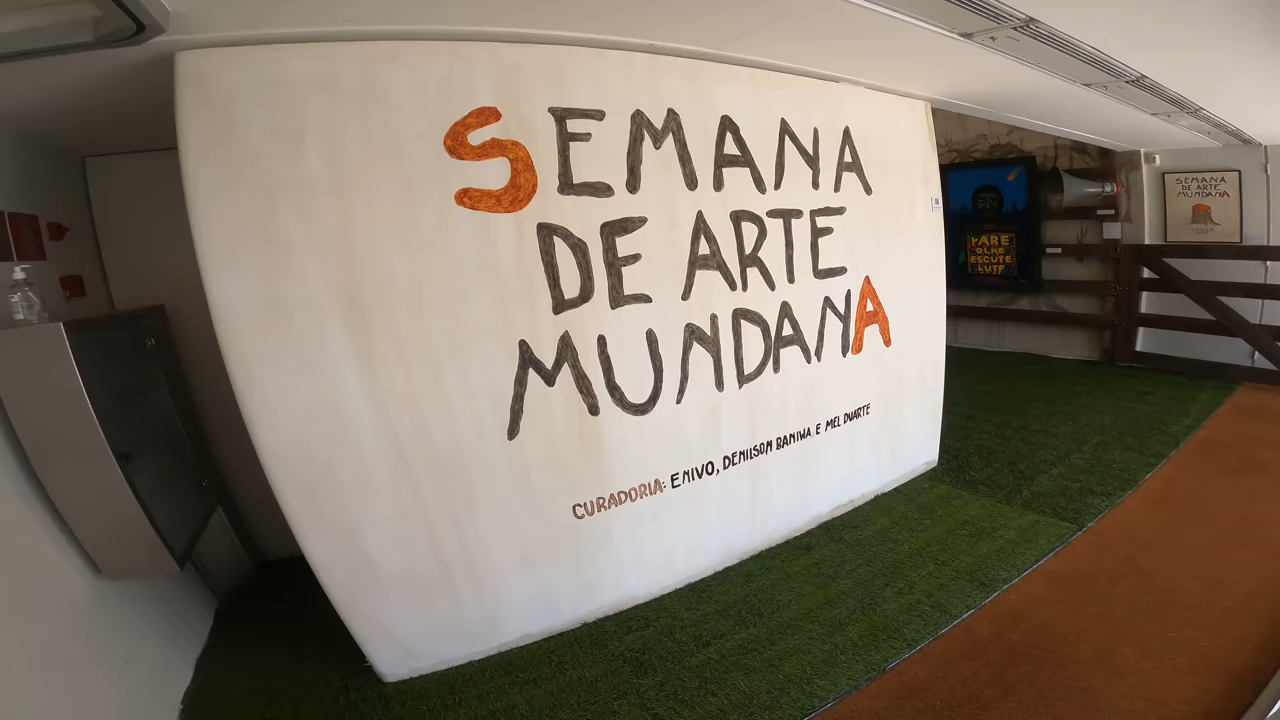 SEMANA
DE ARTE
MUNDANA
CURADORIA: ENIVO, DENILSON BANIWA E MEL DUARTE
PARE
OLHE
ESCUTE
LUTE
SEMANA
DE ARTE
MUNDANA